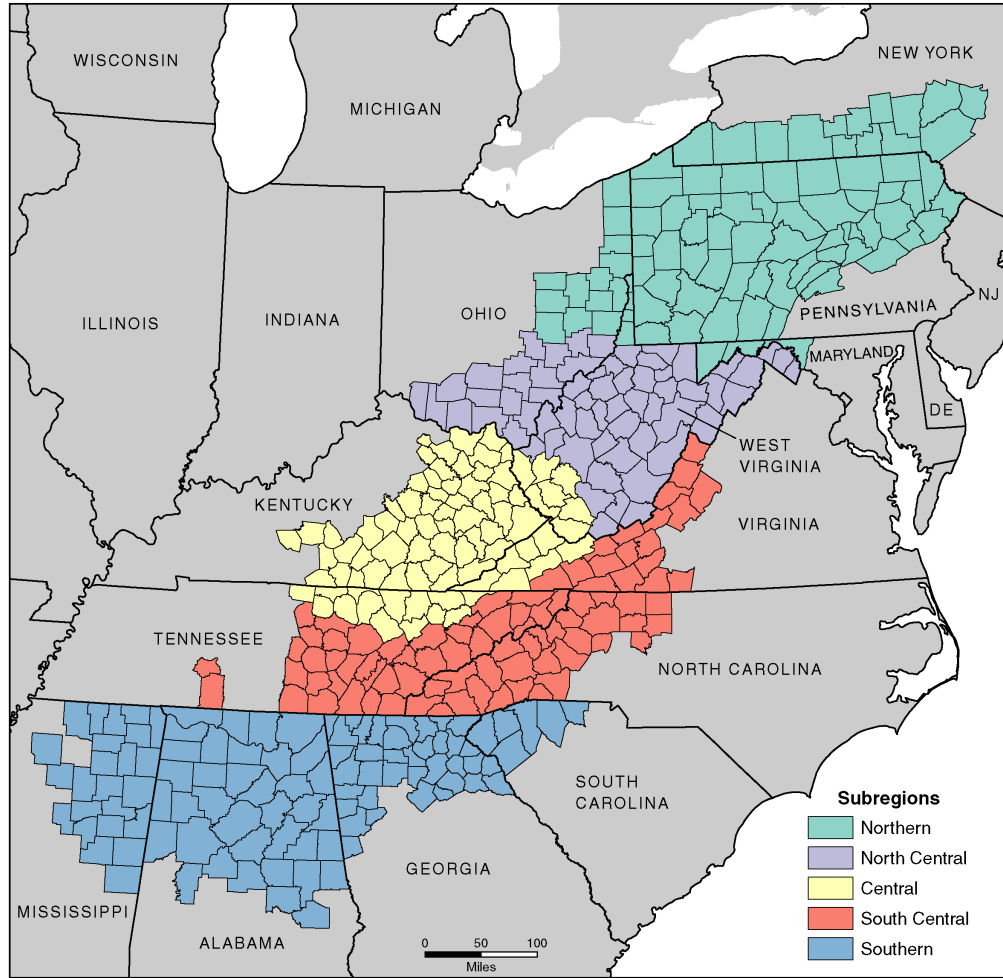 WISCONSIN
NEW YORK
MICHIGAN
ILLINOIS
INDIANA
OHIO
PENNSYLVANIA
NJ
MARYLAND
DE
WEST
VIRGINIA
KENTUCKY
VIRGINIA
TENNESSEE
NORTH CAROLINA
SOUTH
CAROLINA
GEORGIA
MISSISSIPPI
ALABAMA
0 50 100
Miles
Subregions
Northern
North Central
Central
South Central
Southern